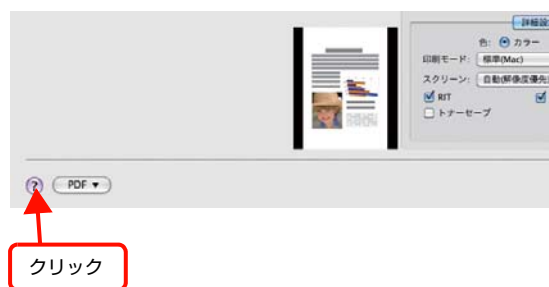 詳細設
色: カラー
印刷モード: 標準(Mac)
スクリーン: 自動(解像度優先
RIT
トナーセーブ
? PDF ▼
クリック